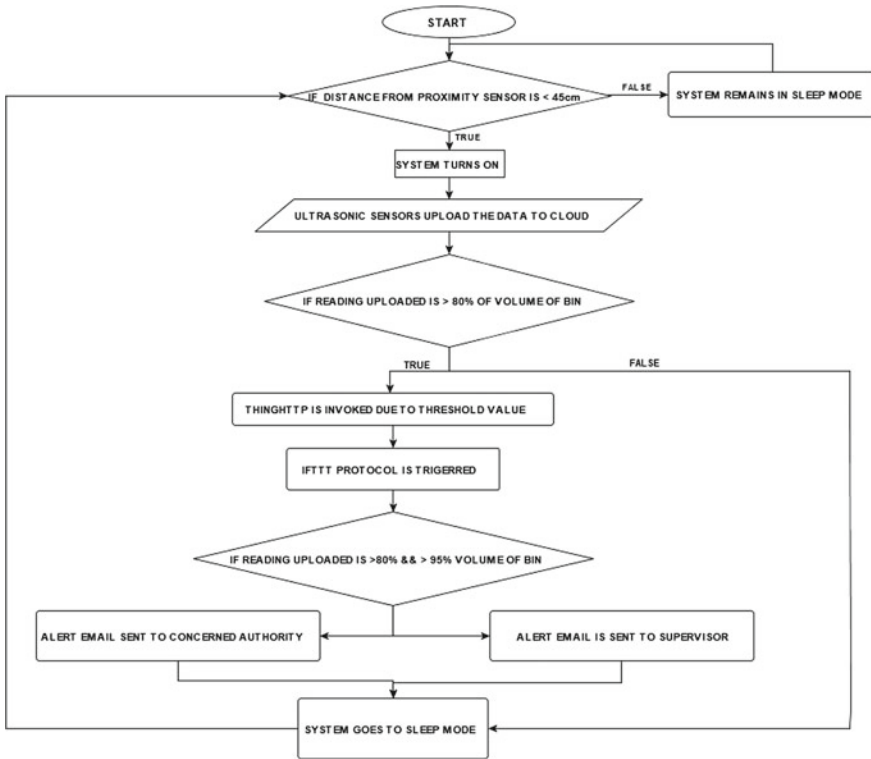 START
IF DISTANCE FROM PROXIMITY SENSOR IS < 45cm
FALSE
SYSTEM REMAINS IN SLEEP MODE
TRUE
SYSTEM TURNS ON
ULTRASONIC SENSORS UPLOAD THE DATA TO CLOUD
IF READING UPLOADED IS > 80% OF VOLUME OF BIN
TRUE
FALSE
THINGHTTP IS INVOKED DUE TO THRESHOLD VALUE
IFTTT PROTOCOL IS TRIGERRED
IF READING UPLOADED IS >80% && > 95% VOLUME OF BIN
ALERT EMAIL SENT TO CONCERNED AUTHORITY
ALERT EMAIL IS SENT TO SUPERVISOR
SYSTEM GOES TO SLEEP MODE